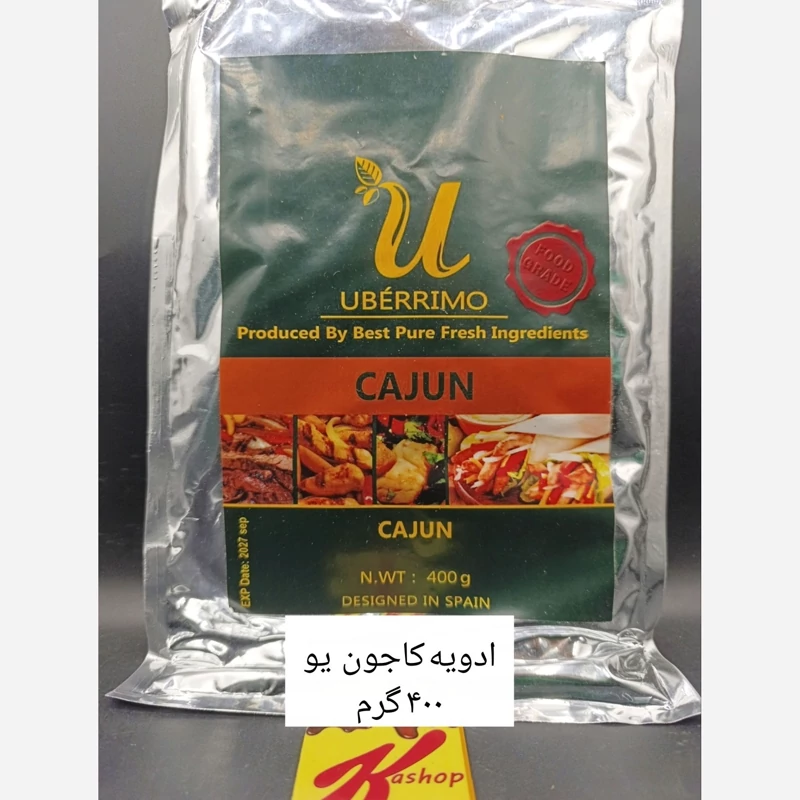 U
UBÉRRIMO
FOOD
GRADE
Produced By Best Pure Fresh Ingredients
CAJUN
CAJUN
EXP Date: 2027 sep
N.WT : 400 g
DESIGNED IN SPAIN
ادویه کاجون یو
۴۰۰ گرم
Kashop